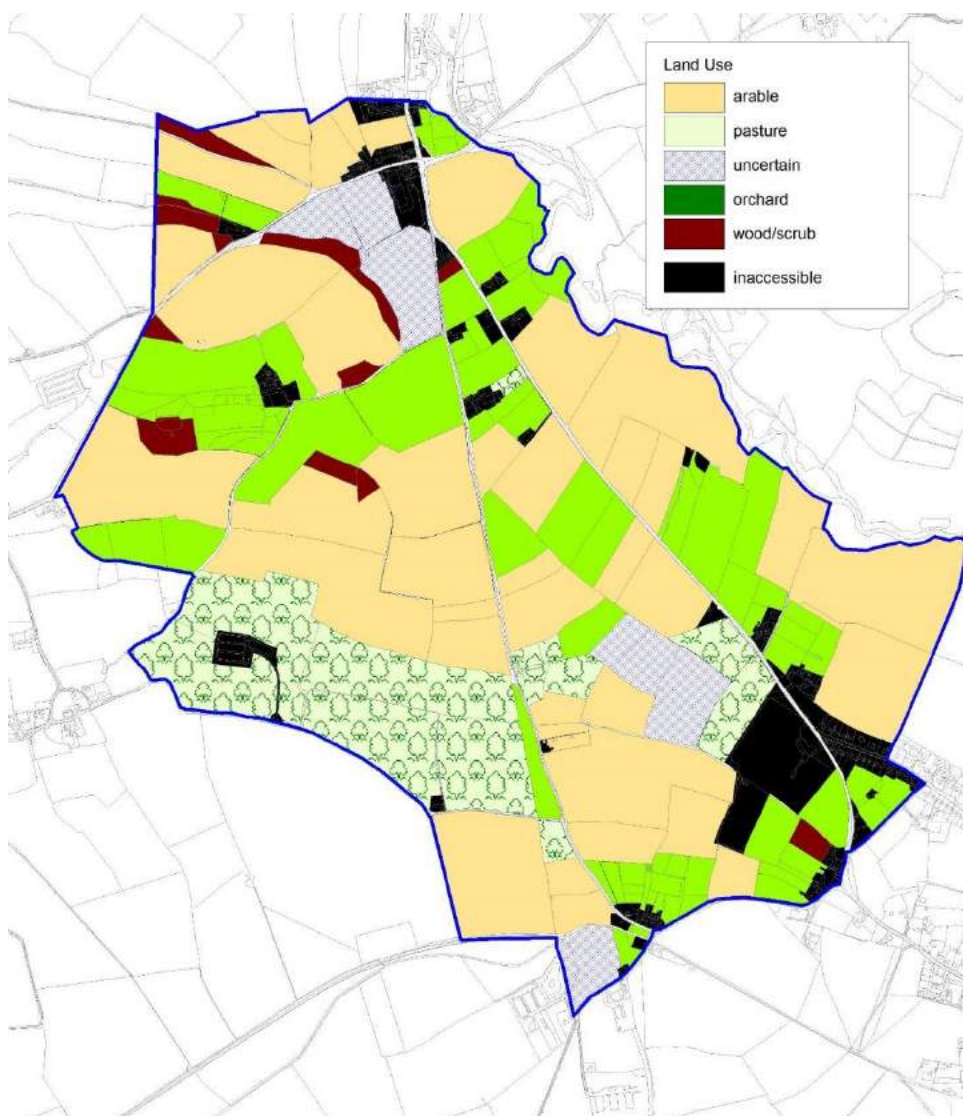 Land Use
arable
pasture
uncertain
orchard
wood/scrub
inaccessible